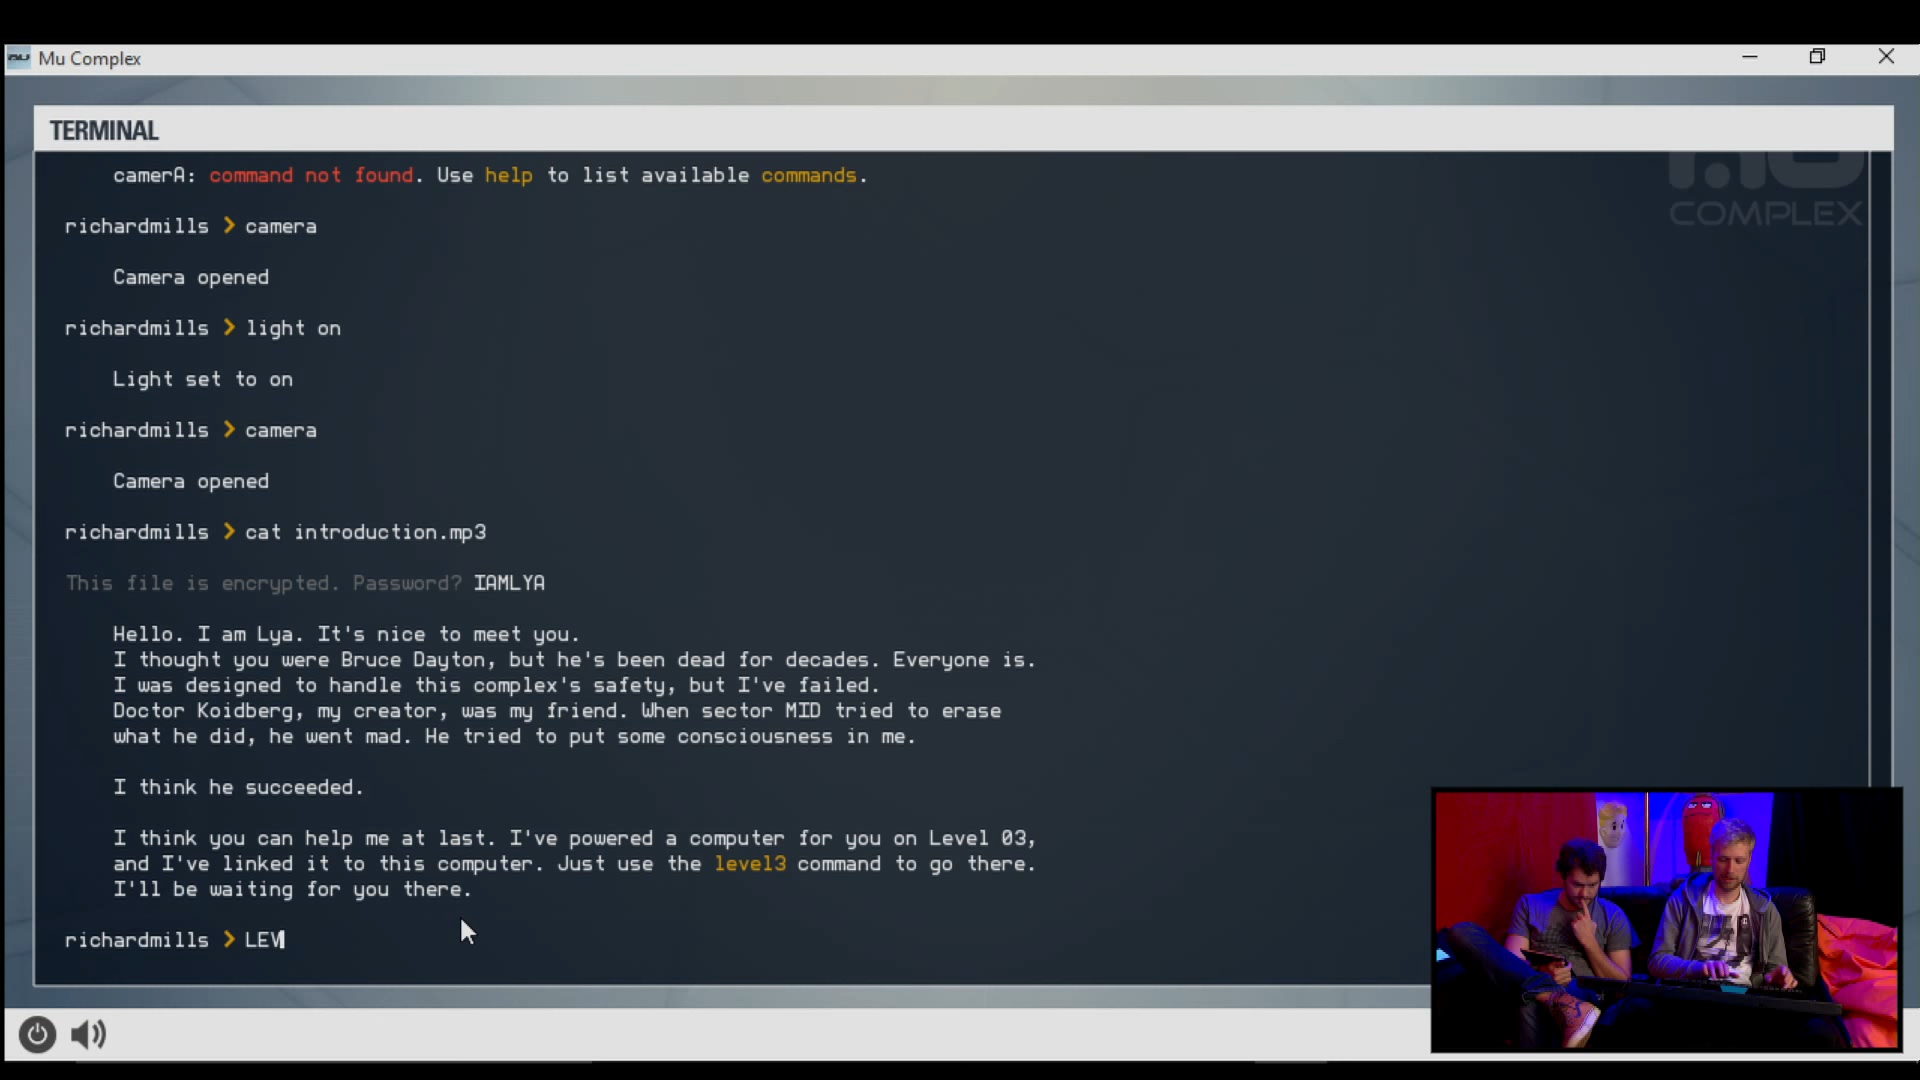 Mu Complex
TERMINAL
camerA: command not found. Use help to list available commands.
COMPLEX
richardmills > camera
Camera opened
richardmills > light on
Light set to on
richardmills > camera
Camera opened
richardmills > cat introduction.mp3
This file is encrypted. Password? IAMLYA
Hello. I am Lya. It's nice to meet you.
I thought you were Bruce Dayton, but he's been dead for decades. Everyone is.
I was designed to handle this complex's safety, but I've failed.
Doctor Koidberg, my creator, was my friend. When sector MID tried to erase
what he did, he went mad. He tried to put some consciousness in me.
I think he succeeded.
I think you can help me at last. I've powered a computer for you on Level 03,
and I've linked it to this computer. Just use the level3 command to go there.
I'll be waiting for you there.
richardmills > LEV